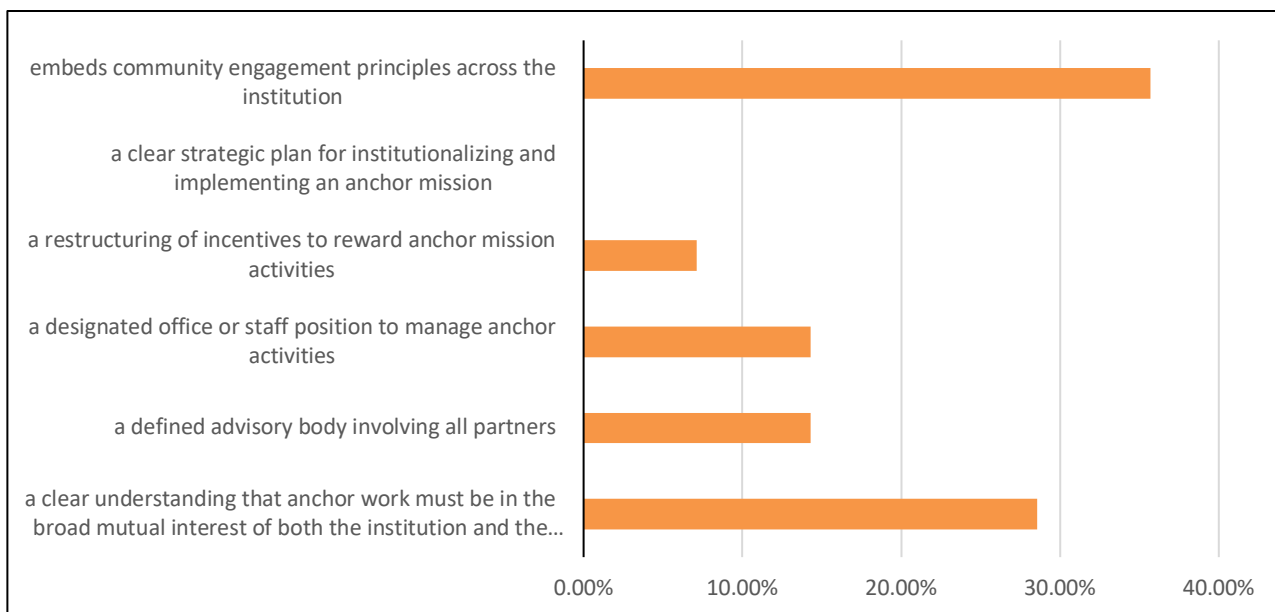 embeds community engagement principles across the
institution
a clear strategic plan for institutionalizing and
implementing an anchor mission
a restructuring of incentives to reward anchor mission
activities
a designated office or staff position to manage anchor
activities
a defined advisory body involving all partners
a clear understanding that anchor work must be in the
broad mutual interest of both the institution and the…
0.00% 10.00% 20.00% 30.00% 40.00%